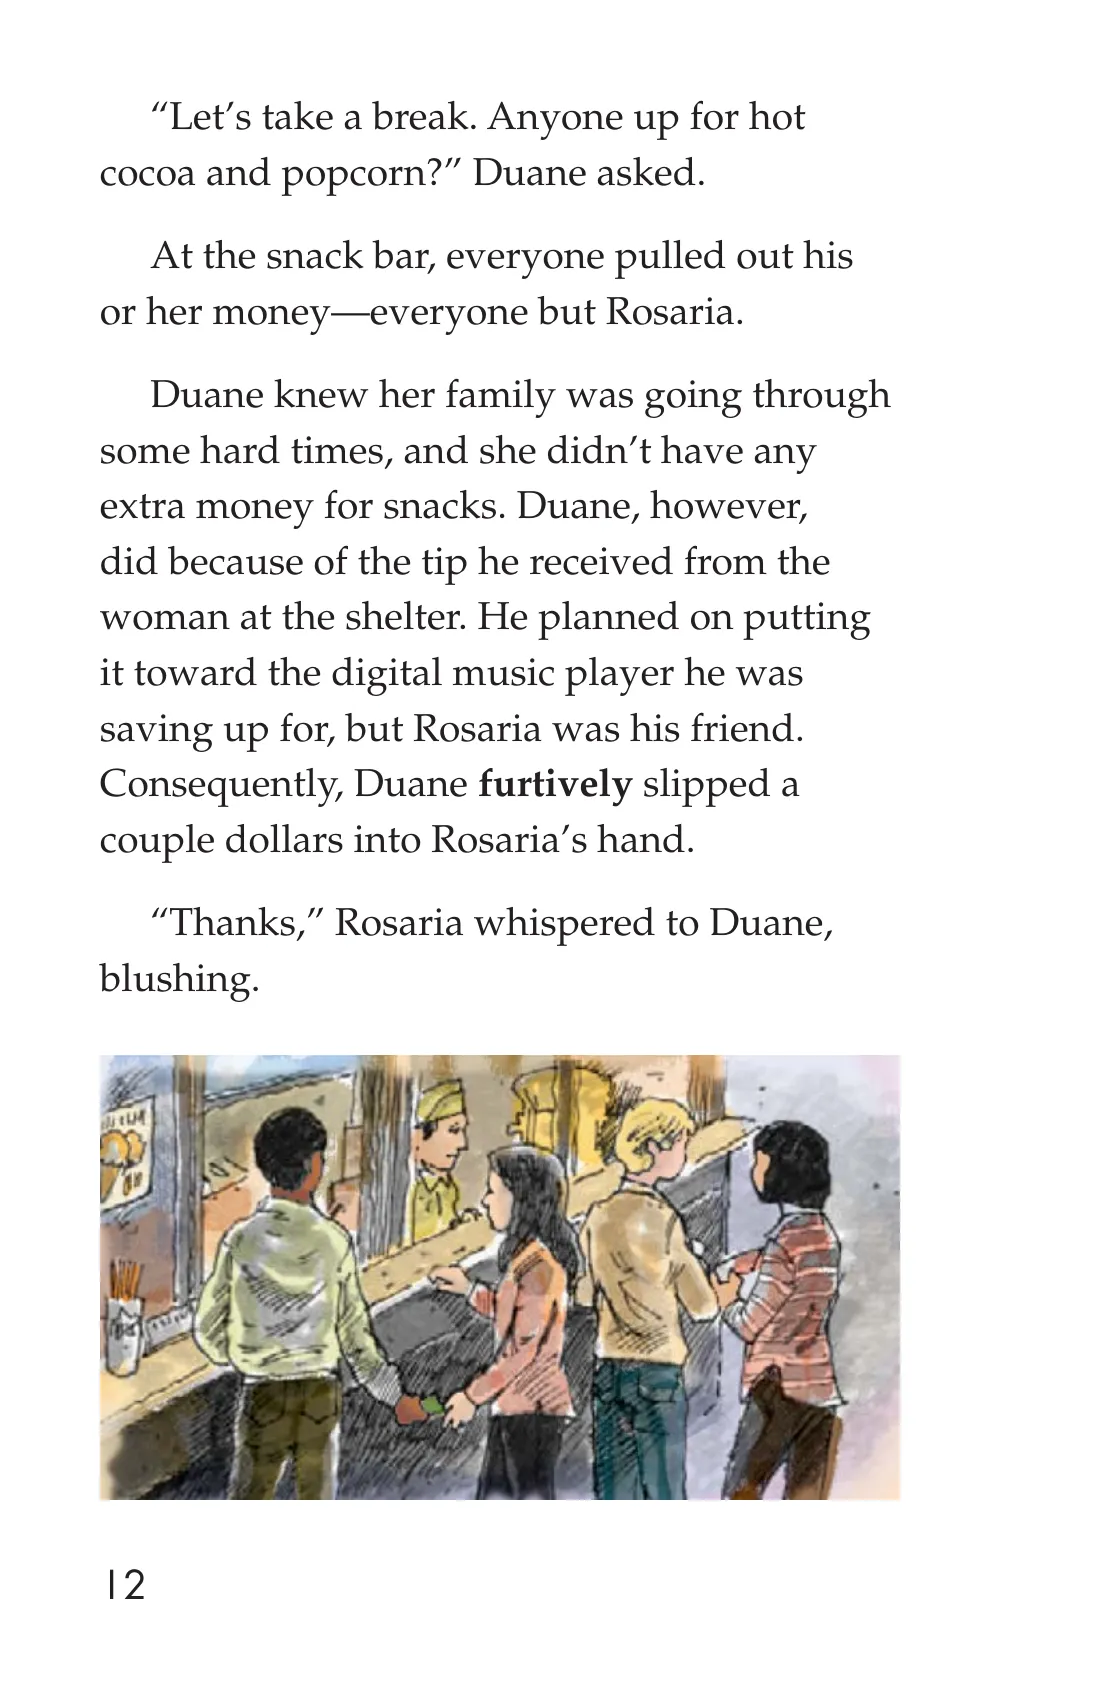 “Let’s take a break. Anyone up for hot
cocoa and popcorn?” Duane asked.
At the snack bar, everyone pulled out his
or her money—everyone but Rosaria.
Duane knew her family was going through
some hard times, and she didn’t have any
extra money for snacks. Duane, however,
did because of the tip he received from the
woman at the shelter. He planned on putting
it toward the digital music player he was
saving up for, but Rosaria was his friend.
Consequently, Duane furtively slipped a
couple dollars into Rosaria’s hand.
“Thanks,” Rosaria whispered to Duane,
blushing.
12